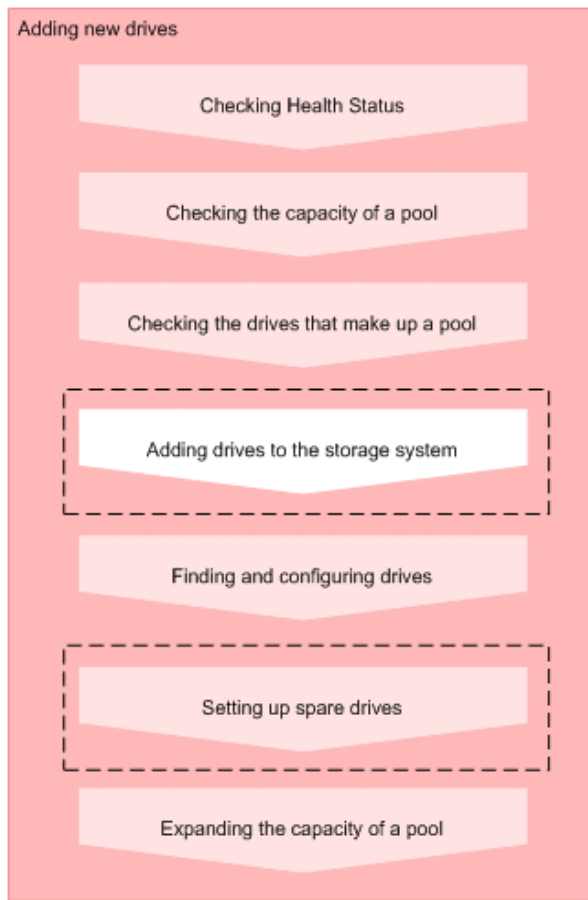 Adding new drives
Checking Health Status
Checking the capacity of a pool
Checking the drives that make up a pool
Adding drives to the storage system
Finding and configuring drives
Setting up spare drives
Expanding the capacity of a pool